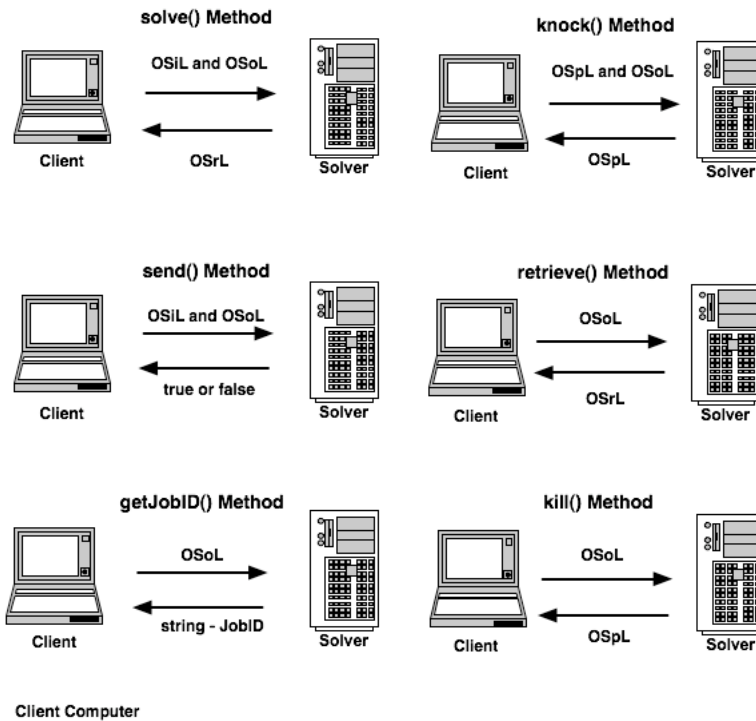 solve() Method
OSiL and OSoL
OSrL
Client
Solver
knock() Method
OSpL and OSoL
OSpL
Client
Solver
send() Method
OSiL and OSoL
true or false
Client
Solver
retrieve() Method
OSoL
OSrL
Client
Solver
getJobID() Method
OSoL
string - JobID
Client
Solver
kill() Method
OSoL
OSpL
Client
Solver
Client Computer